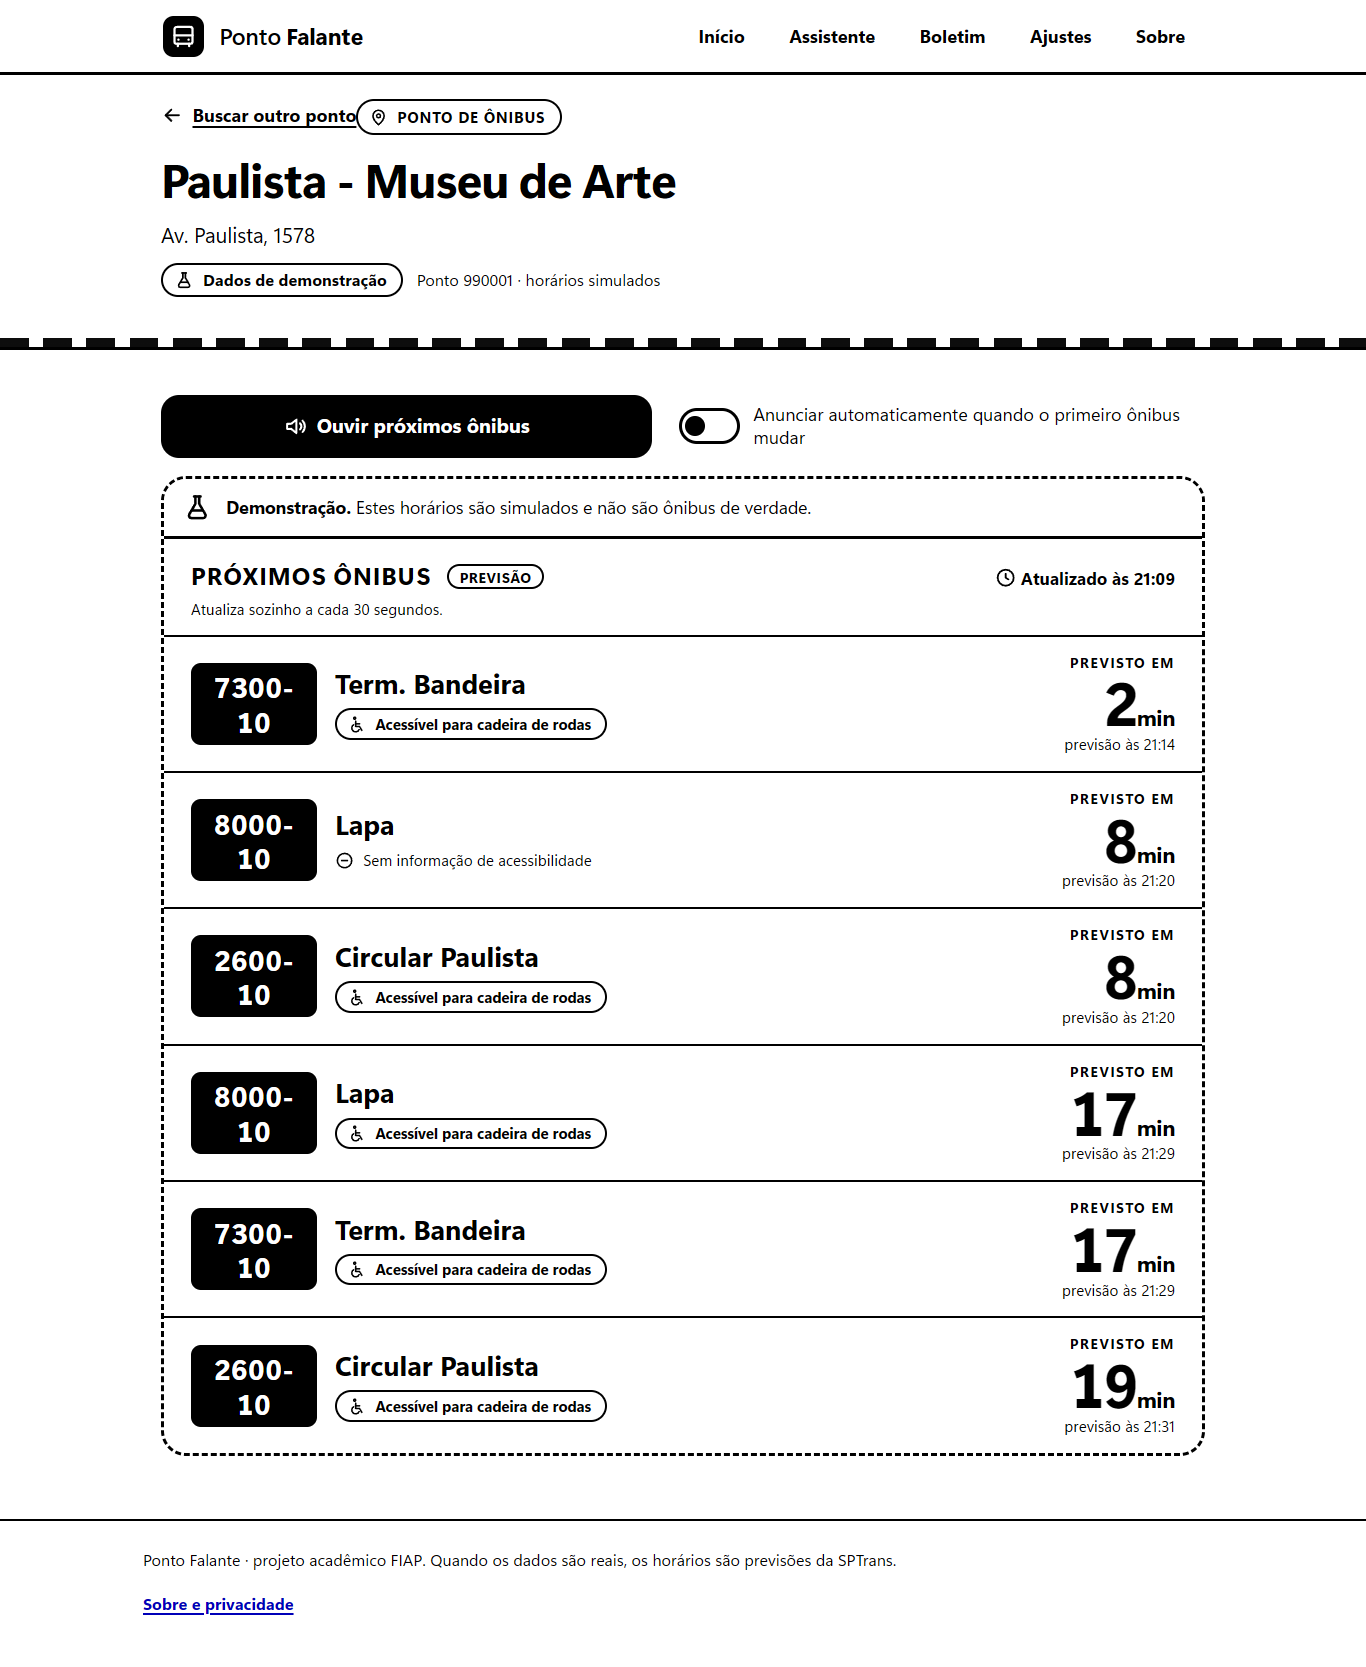 Ponto Falante
Início
Assistente
Boletim
Ajustes
Sobre
Buscar outro ponto
PONTO DE ÔNIBUS
Paulista - Museu de Arte
Av. Paulista, 1578
Dados de demonstração
Ponto 990001 · horários simulados
Ouvir próximos ônibus
Anunciar automaticamente quando o primeiro ônibus
mudar
Demonstração. Estes horários são simulados e não são ônibus de verdade.
PRÓXIMOS ÔNIBUS
PREVISÃO
Atualizado às 21:09
Atualiza sozinho a cada 30 segundos.
7300-
10
Term. Bandeira
Acessível para cadeira de rodas
PREVISTO EM
2min
previsão às 21:14
8000-
10
Lapa
Sem informação de acessibilidade
PREVISTO EM
8min
previsão às 21:20
2600-
10
Circular Paulista
Acessível para cadeira de rodas
PREVISTO EM
8min
previsão às 21:20
8000-
10
Lapa
Acessível para cadeira de rodas
PREVISTO EM
17min
previsão às 21:29
7300-
10
Term. Bandeira
Acessível para cadeira de rodas
PREVISTO EM
17min
previsão às 21:29
2600-
10
Circular Paulista
Acessível para cadeira de rodas
PREVISTO EM
19min
previsão às 21:31
Ponto Falante · projeto acadêmico FIAP. Quando os dados são reais, os horários são previsões da SPTrans.
Sobre e privacidade